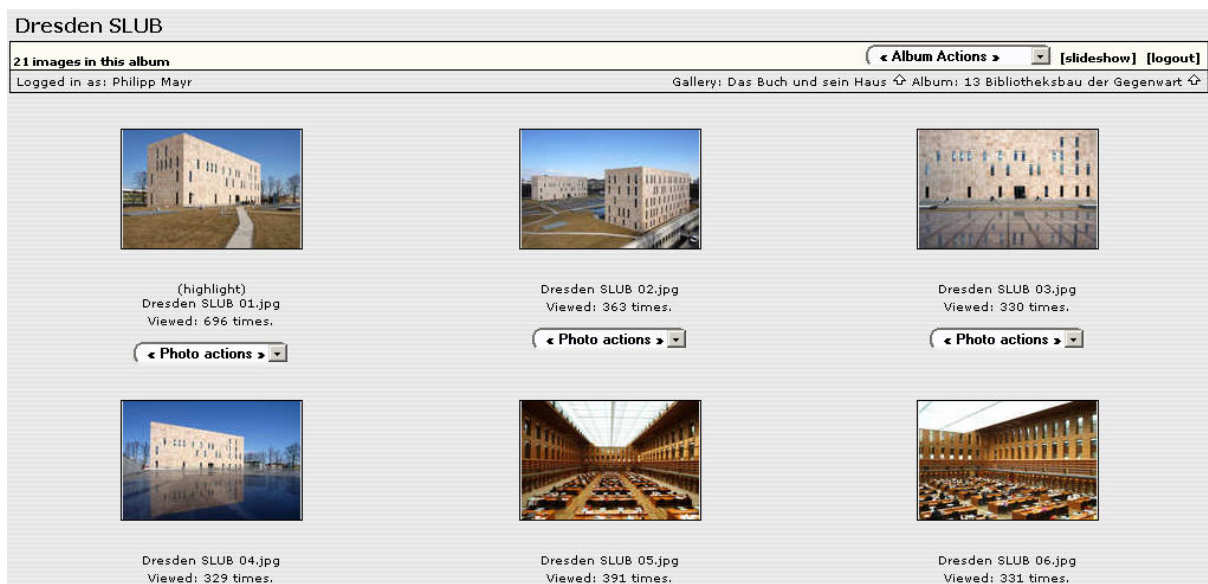 Dresden SLUB
21 images in this album « Album Actions » [slideshow] [logout]
Logged in as: Philipp Mayr Gallery: Das Buch und sein Haus Album: 13 Bibliotheksbau der Gegenwart
(highlight)
Dresden SLUB 01.jpg
Viewed: 696 times.
« Photo actions »
Dresden SLUB 02.jpg
Viewed: 363 times.
« Photo actions »
Dresden SLUB 03.jpg
Viewed: 330 times.
« Photo actions »
Dresden SLUB 04.jpg
Viewed: 329 times.
Dresden SLUB 05.jpg
Viewed: 391 times.
Dresden SLUB 06.jpg
Viewed: 331 times.